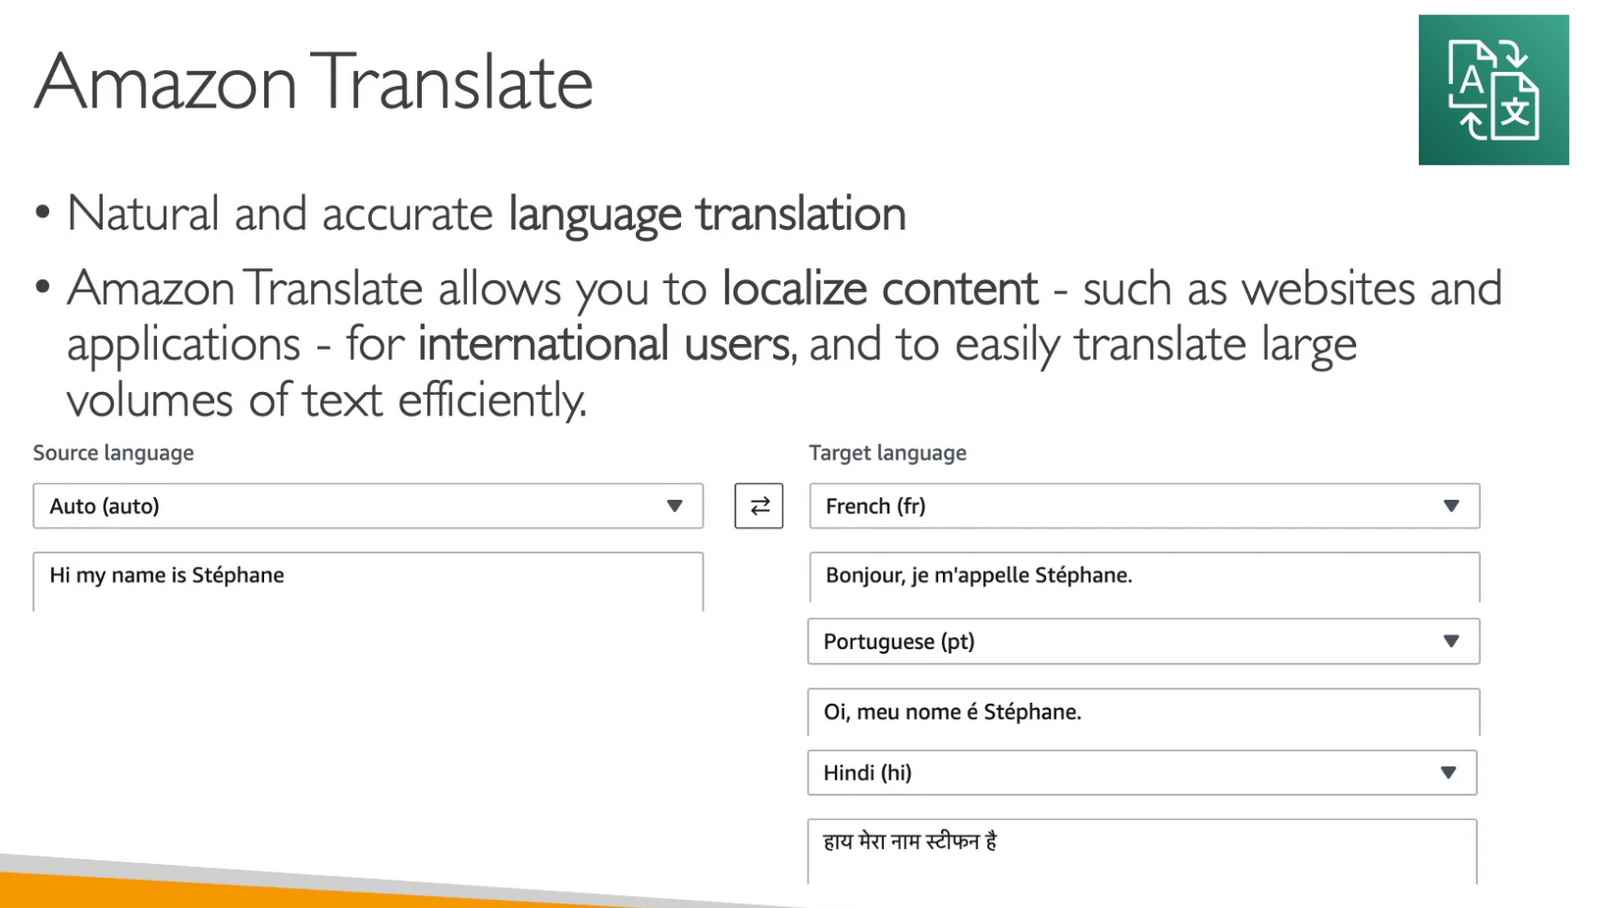 Amazon Translate
A
文
• Natural and accurate language translation
• Amazon Translate allows you to localize content - such as websites and
applications - for international users, and to easily translate large
volumes of text efficiently.
Source language
Target language
Auto (auto)
French (fr)
Hi my name is Stéphane
Bonjour, je m'appelle Stéphane.
Portuguese (pt)
Oi, meu nome é Stéphane.
Hindi (hi)
हाय मेरा नाम स्टीफन है